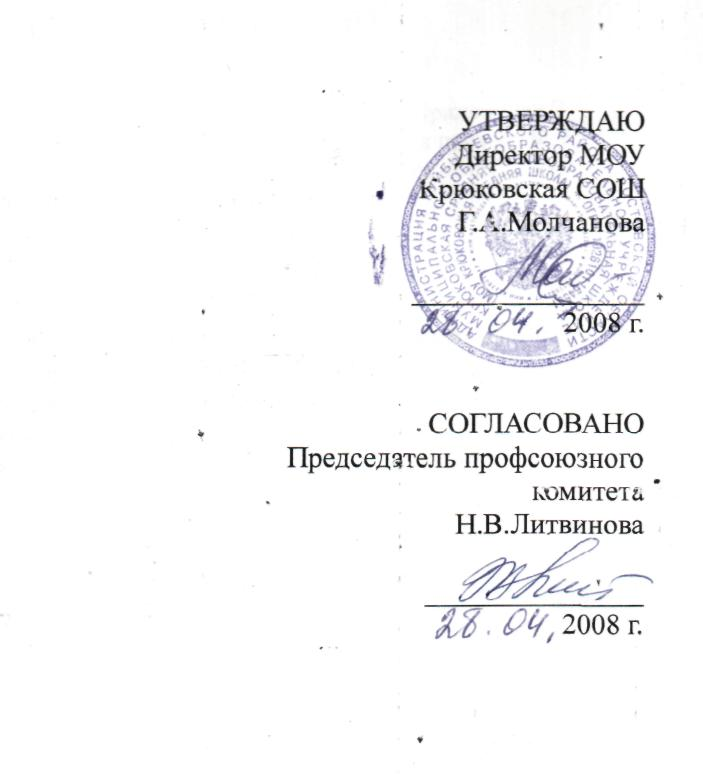 УТВЕРЖДАЮ
Директор МОУ
Крюковская СОШ
Г.А.Молчанова
28. 04. 2008 г.
СОГЛАСОВАНО
Председатель профсоюзного
комитета
Н.В.Литвинова
28. 04, 2008 г.